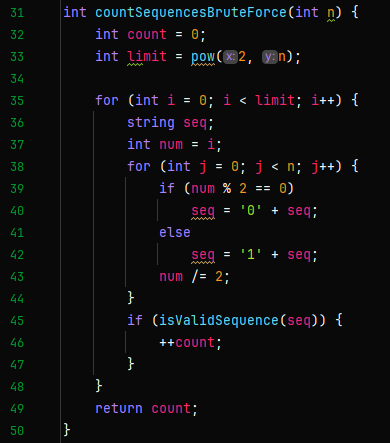 31 int countSequencesBruteForce(int n) {
32     int count = 0;
33     int limit = pow(x: 2, y: n);
34
35     for (int i = 0; i < limit; i++) {
36         string seq;
37         int num = i;
38         for (int j = 0; j < n; j++) {
39             if (num % 2 == 0)
40                 seq = '0' + seq;
41             else
42                 seq = '1' + seq;
43             num /= 2;
44         }
45         if (isValidSequence(seq)) {
46             ++count;
47         }
48     }
49     return count;
50 }